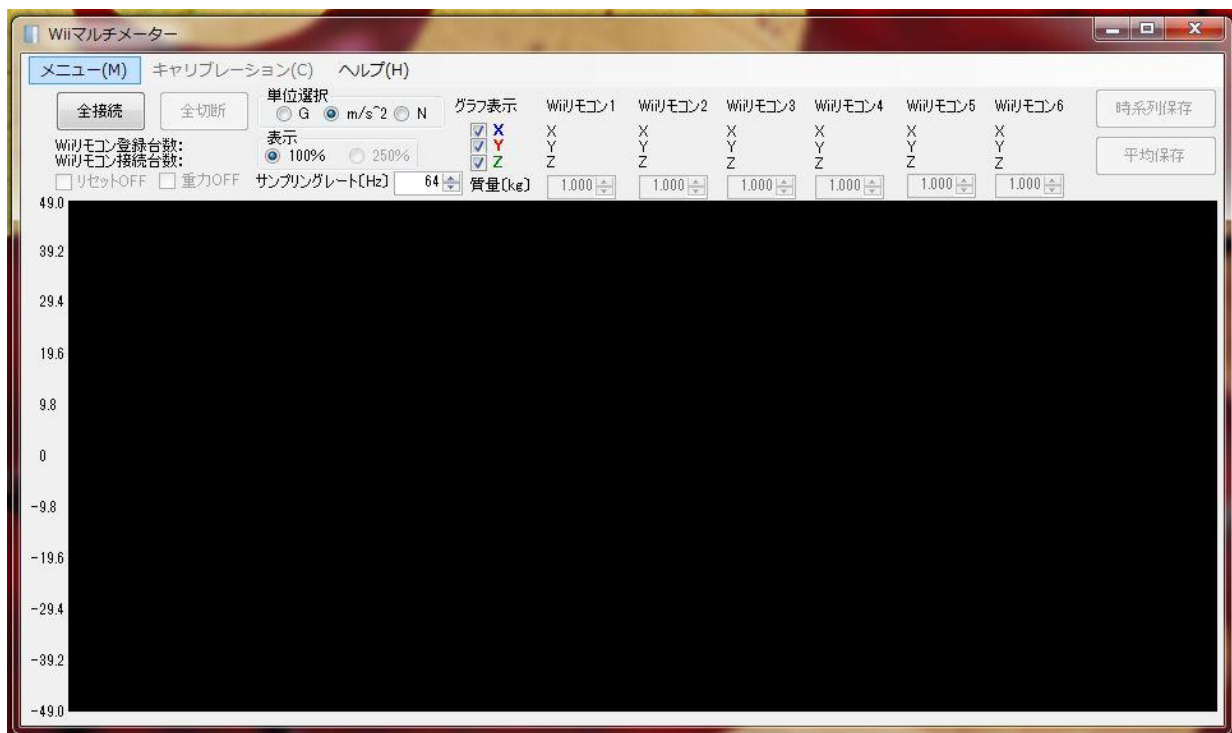 Wiiマルチメーター
メニュー(M) キャリブレーション(C) ヘルプ(H)
全接続 全切断
単位選択
G m/s^2 N
Wiiリモコン登録台数:
Wiiリモコン接続台数:
表示
100% 250%
リセットOFF 重力OFF サンプリングレート[Hz] 64
グラフ表示 Wiiリモコン1 Wiiリモコン2 Wiiリモコン3 Wiiリモコン4 Wiiリモコン5 Wiiリモコン6
X X X X X X X
Y Y Y Y Y Y Y
Z Z Z Z Z Z Z
質量[kg] 1.000 1.000 1.000 1.000 1.000 1.000
時系列保存
平均保存
49.0
39.2
29.4
19.6
9.8
0
-9.8
-19.6
-29.4
-39.2
-49.0